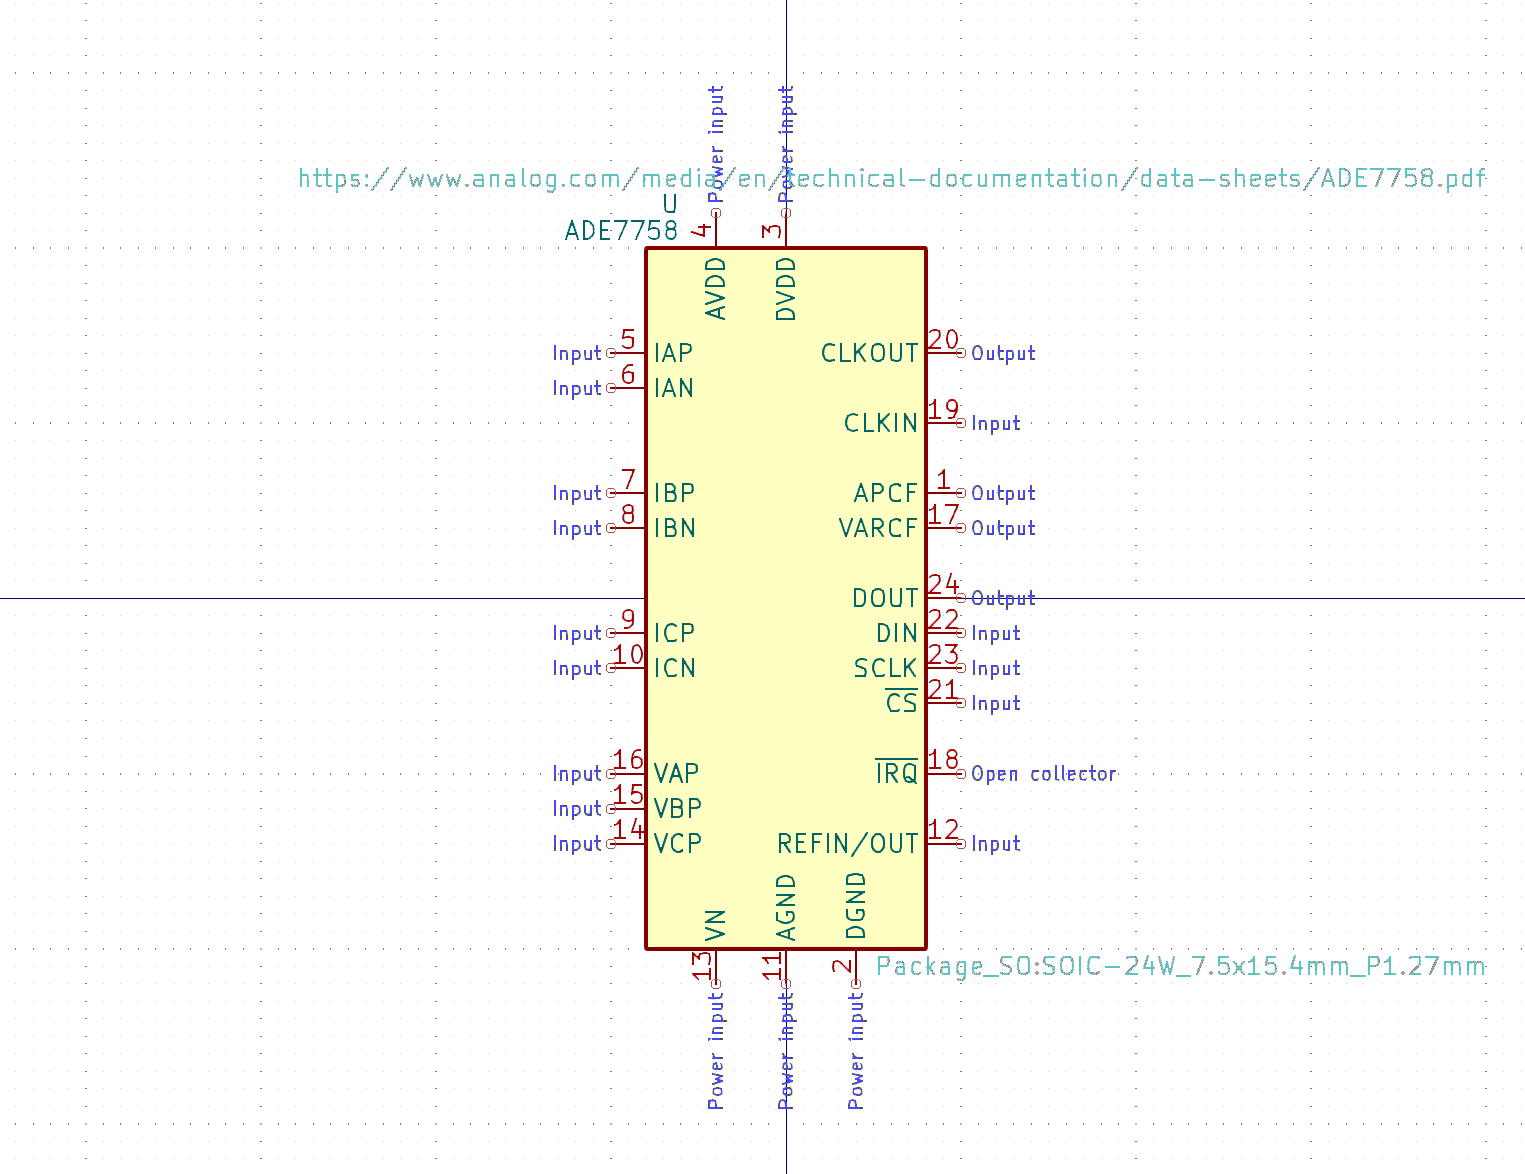 Power input
Power input
https://www.analog.com/media/en/technical-documentation/data-sheets/ADE7758.pdf
U
ADE7758
4
3
AVDD
DVDD
Input 5 IAP
CLKOUT 20 Output
Input 6 IAN
CLKIN 19 Input
Input 7 IBP
APCF 1 Output
Input 8 IBN
VARCF 17 Output
DOUT 24 Output
Input 9 ICP
DIN 22 Input
Input 10 ICN
SCLK 23 Input
CS 21 Input
Input 16 VAP
IRQ 18 Open collector
Input 15 VBP
Input 14 VCP
REFIN/OUT 12 Input
VN
AGND
DGND
13
11
2
Package_SO:SOIC-24W_7.5x15.4mm_P1.27mm
Power input
Power input
Power input